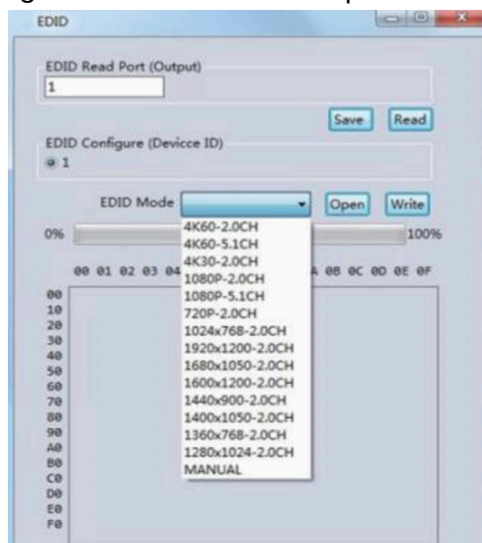 EDID
EDID Read Port (Output)
1
Save Read
EDID Configure (Devicce ID)
1
EDID Mode Open Write
0% 100%
4K60-2.0CH
4K60-5.1CH
4K30-2.0CH
1080P-2.0CH
1080P-5.1CH
720P-2.0CH
1024x768-2.0CH
1920x1200-2.0CH
1680x1050-2.0CH
1600x1200-2.0CH
1440x900-2.0CH
1400x1050-2.0CH
1360x768-2.0CH
1280x1024-2.0CH
MANUAL
00 01 02 03 04 0B 0C 0D 0E 0F
00
10
20
30
40
50
60
70
80
90
A0
B0
C0
D0
E0
F0